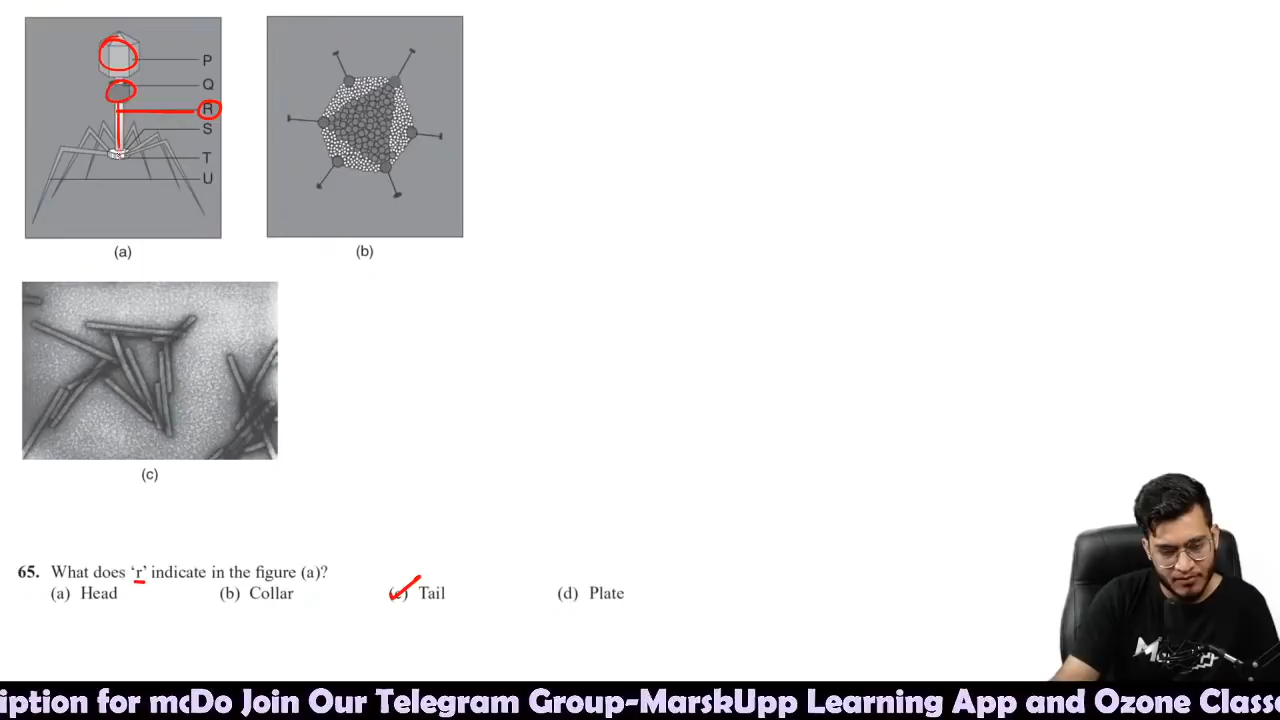 P
Q
R
S
T
U
(a)
(b)
(c)
65. What does ‘r’ indicate in the figure (a)?
(a) Head (b) Collar (c) Tail (d) Plate
iption for mcDo Join Our Telegram Group-MarskUpp Learning App and Ozone Classe